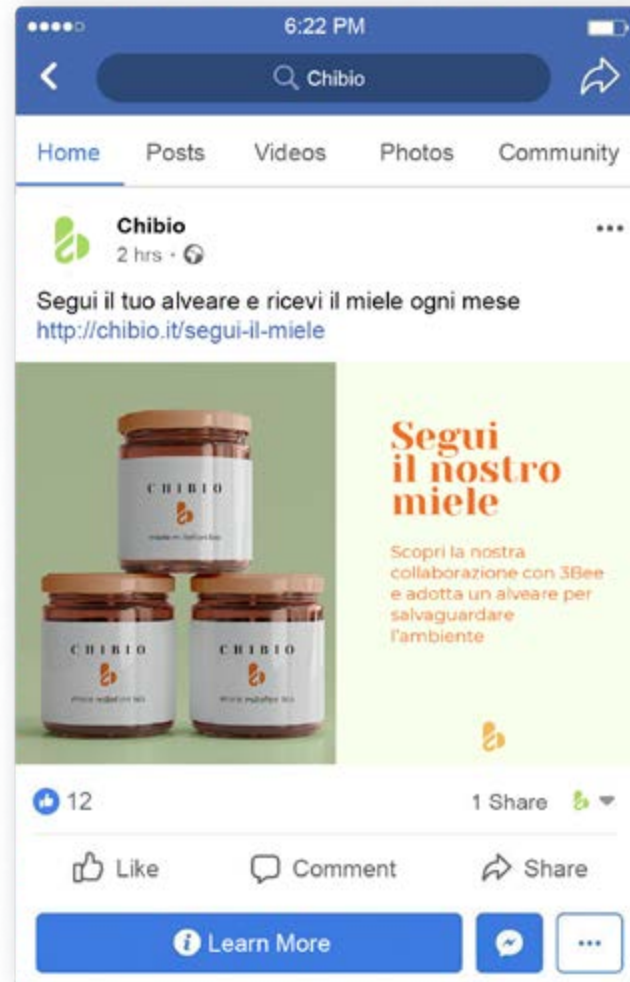 6:22 PM
Chibio
Home Posts Videos Photos Community
Chibio
2 hrs
Segui il tuo alveare e ricevi il miele ogni mese
http://chibio.it/segui-il-miele
CHIBIO
CHIBIO
CHIBIO
Segui
il nostro
miele
Scopri la nostra
collaborazione con 3Bee
e adotta un alveare per
salvaguardare
l'ambiente
12
1 Share
Like Comment Share
Learn More